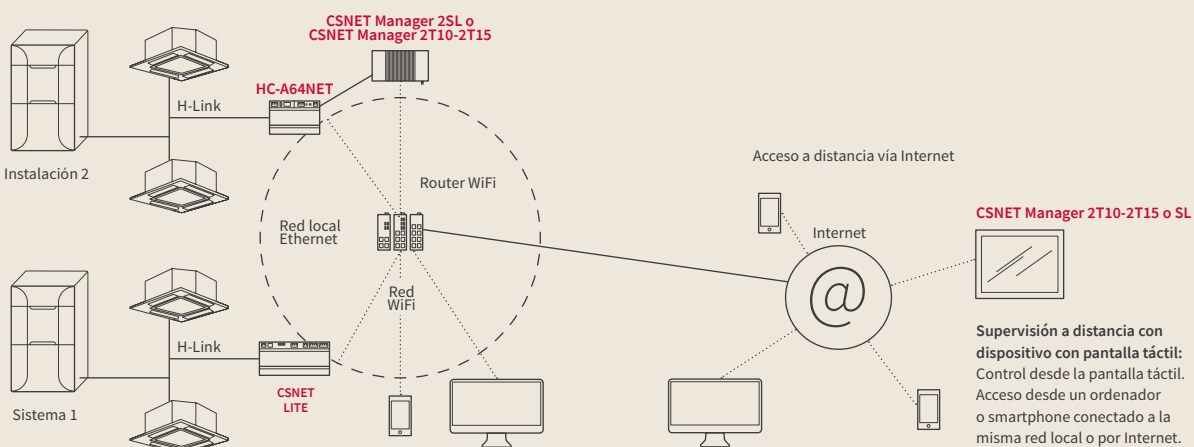 CSNET Manager 2SL o
CSNET Manager 2T10-2T15
HC-A64NET
H-Link
Instalación 2
Router WiFi
Red local
Ethernet
Red
WiFi
H-Link
CSNET
LITE
Sistema 1
Acceso a distancia vía Internet
Internet
@
CSNET Manager 2T10-2T15 o SL
Supervisión a distancia con
dispositivo con pantalla táctil:
Control desde la pantalla táctil.
Acceso desde un ordenador
o smartphone conectado a la
misma red local o por Internet.